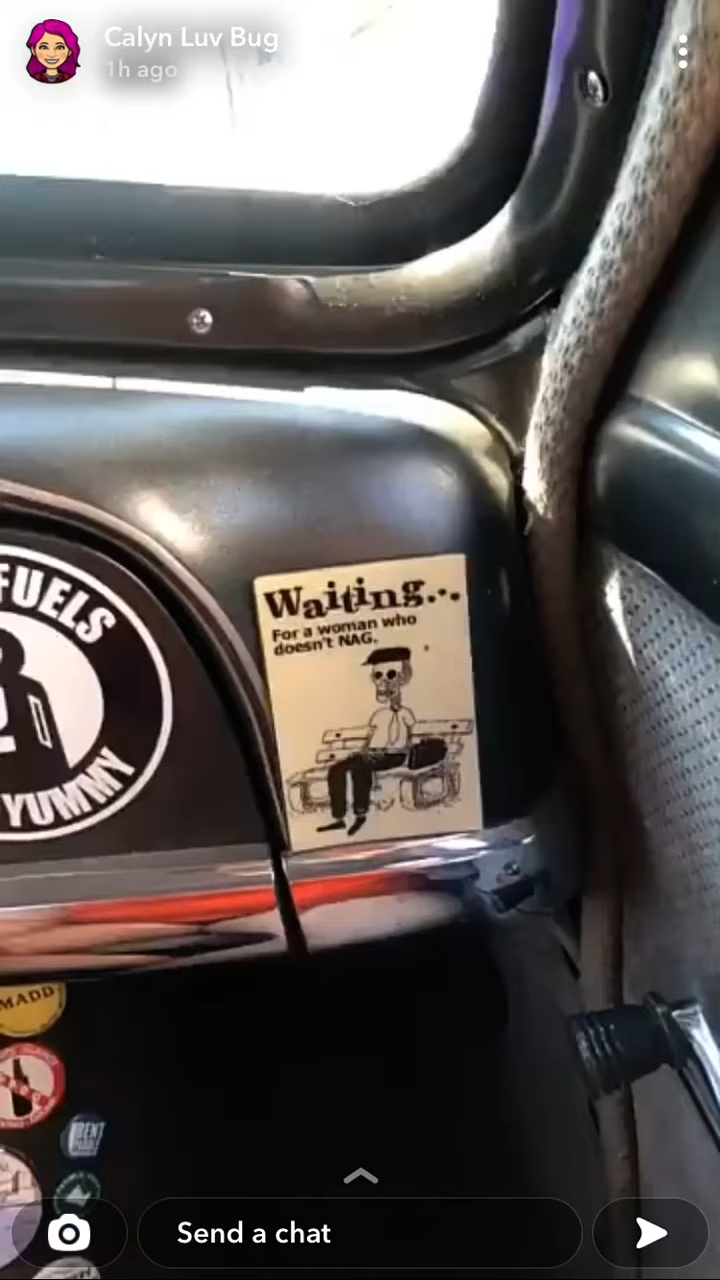 Calyn Luv Bug
1h ago
FUELS
YUMMY
Waiting...
For a woman who
doesn't NAG.
MADD
Send a chat